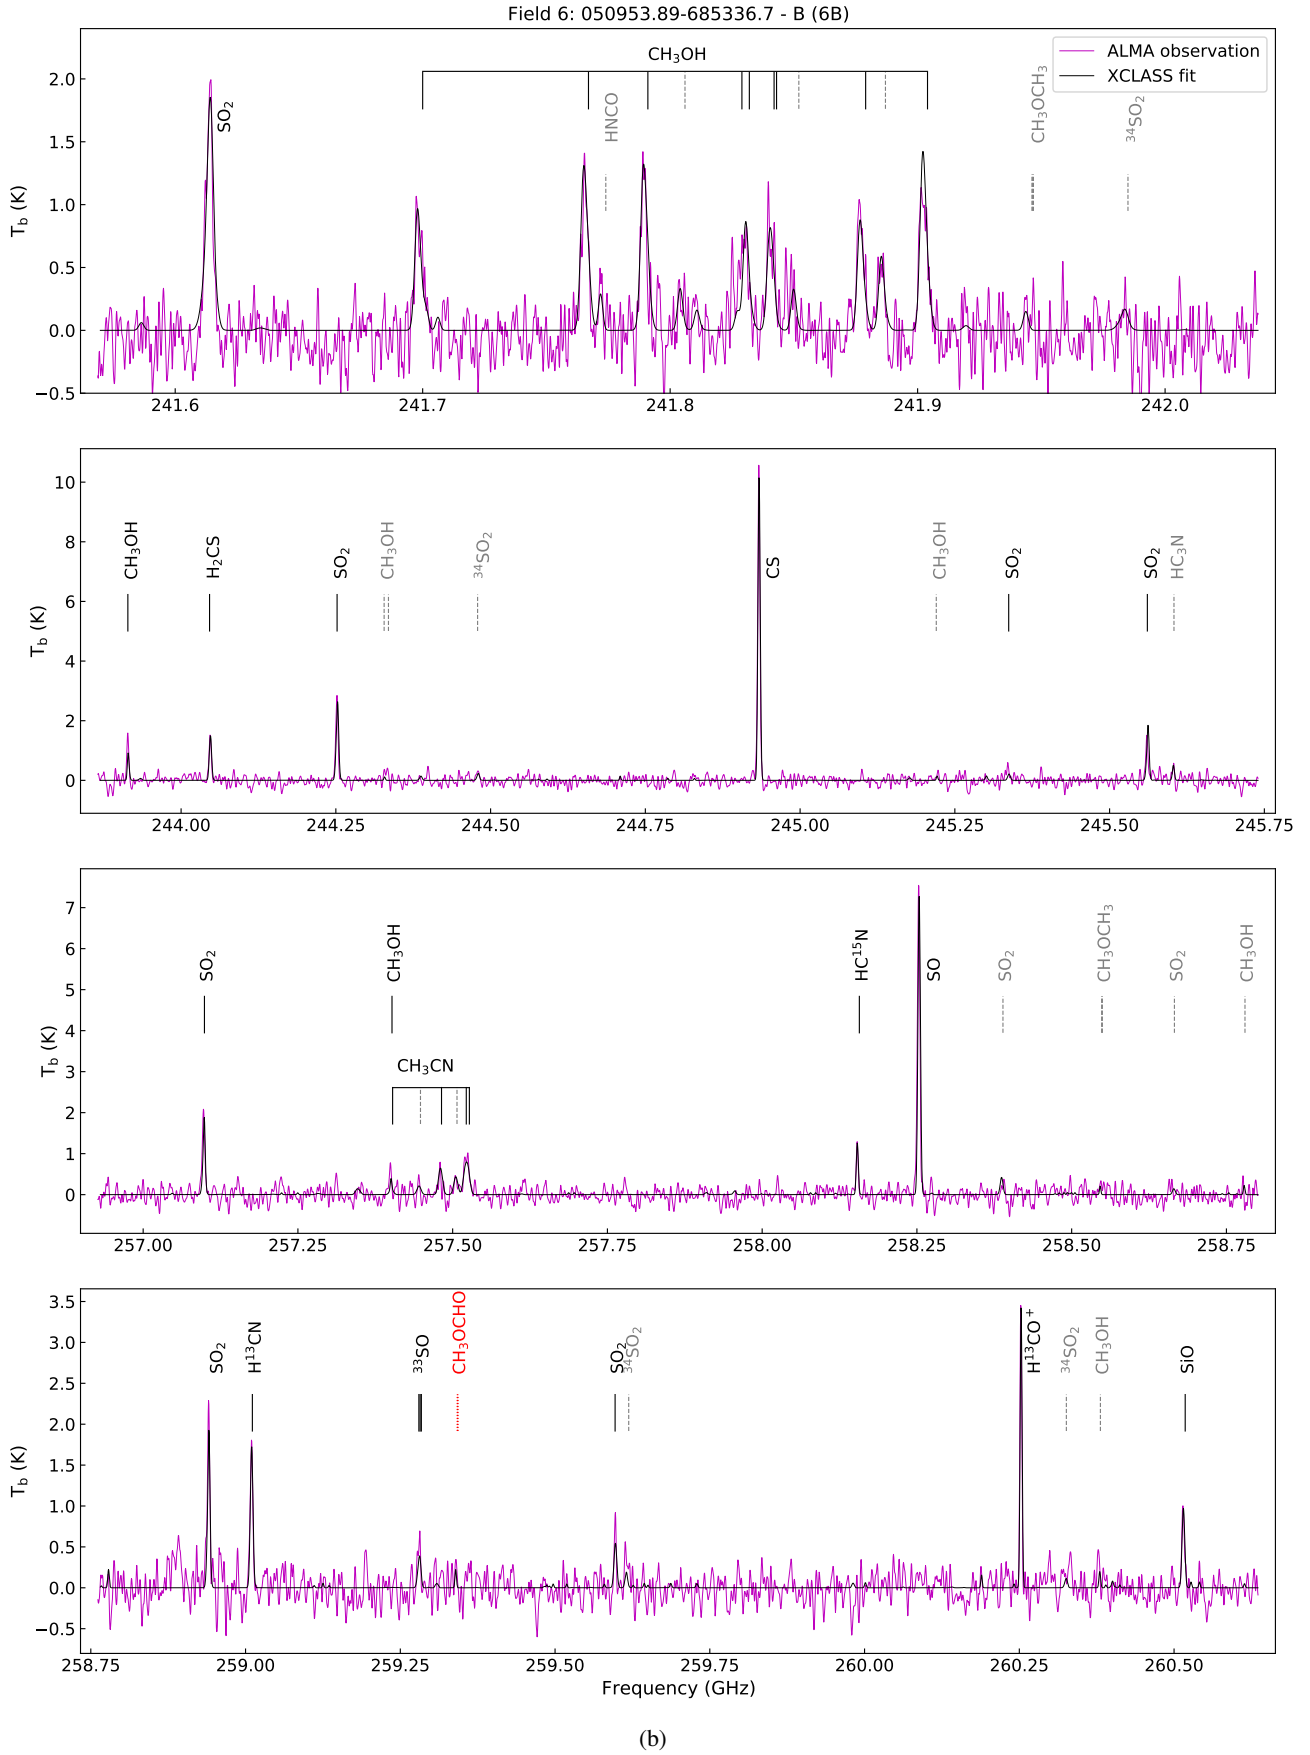 Field 6: 050953.89-685336.7 - B (6B)
ALMA observation
XCLASS fit
CH₃OH
SO₂
HNCO
CH₃OCH₃
³⁴SO₂
T_b (K)
2.0
1.5
1.0
0.5
0.0
−0.5
241.6 241.7 241.8 241.9 242.0
CH₃OH H₂CS SO₂ CH₃OH ³⁴SO₂ CS CH₃OH SO₂ SO₂ HC₃N
T_b (K)
10
8
6
4
2
0
244.00 244.25 244.50 244.75 245.00 245.25 245.50 245.75
SO₂ CH₃OH HC¹⁵N SO SO₂ CH₃OCH₃ SO₂ CH₃OH
CH₃CN
T_b (K)
7
6
5
4
3
2
1
0
257.00 257.25 257.50 257.75 258.00 258.25 258.50 258.75
SO₂ H¹³CN ³³SO CH₃OCHO SO₂ ³⁴SO₂ H¹³CO⁺ ³⁴SO₂ CH₃OH SiO
T_b (K)
3.5
3.0
2.5
2.0
1.5
1.0
0.5
0.0
−0.5
258.75 259.00 259.25 259.50 259.75 260.00 260.25 260.50
Frequency (GHz)
(b)